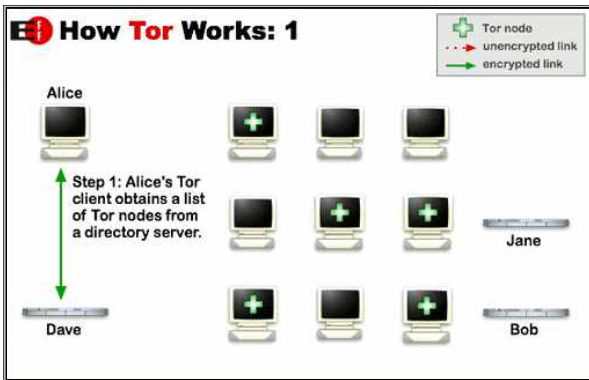 EFF How Tor Works: 1
Tor node
unencrypted link
encrypted link
Alice
Step 1: Alice's Tor
client obtains a list
of Tor nodes from
a directory server.
Jane
Dave
Bob